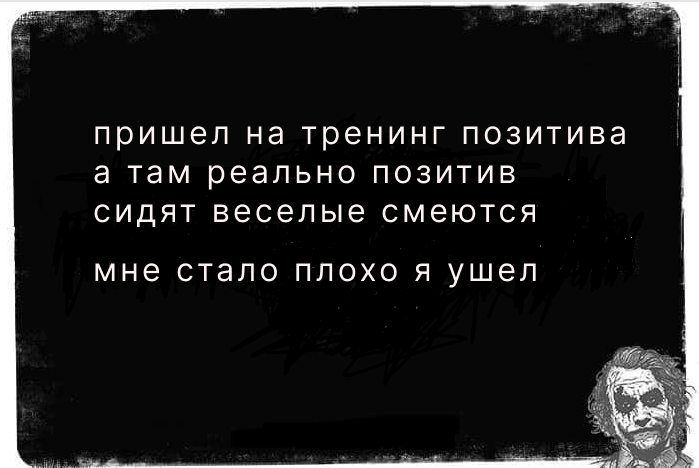 пришел на тренинг позитива
а там реально позитив
сидят веселые смеются
мне стало плохо я ушел